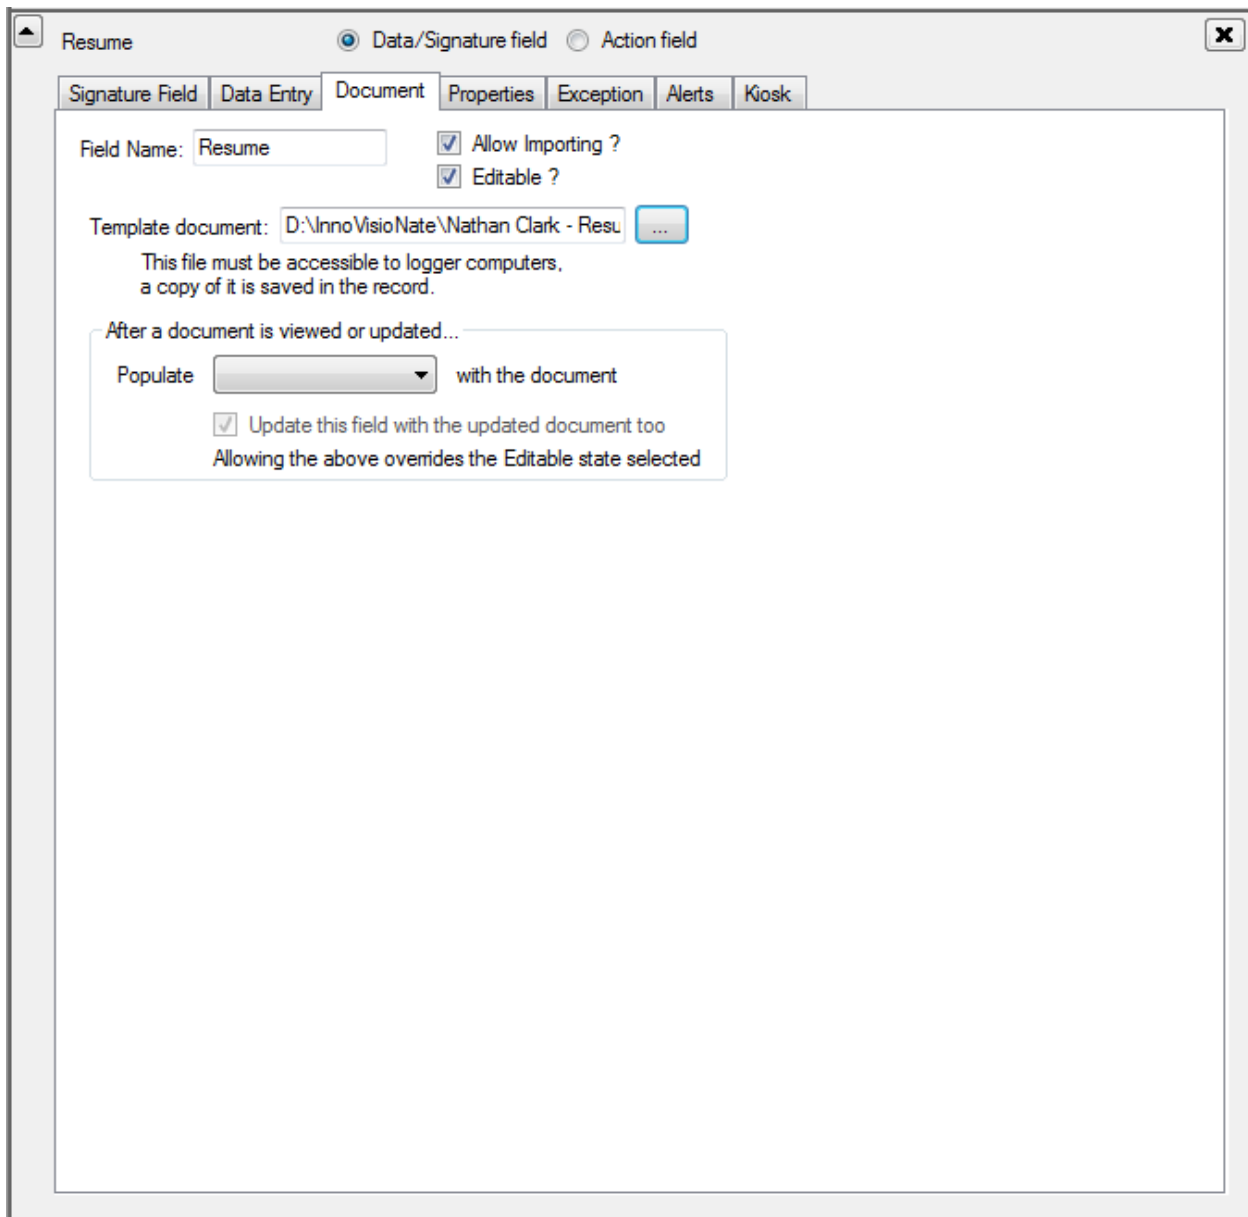 Resume Data/Signature field Action field
Signature Field Data Entry Document Properties Exception Alerts Kiosk
Field Name: Resume Allow Importing ?
Editable ?
Template document: D:\InnoVisioNate\Nathan Clark - Resu ...
This file must be accessible to logger computers,
a copy of it is saved in the record.
After a document is viewed or updated...
Populate with the document
Update this field with the updated document too
Allowing the above overrides the Editable state selected